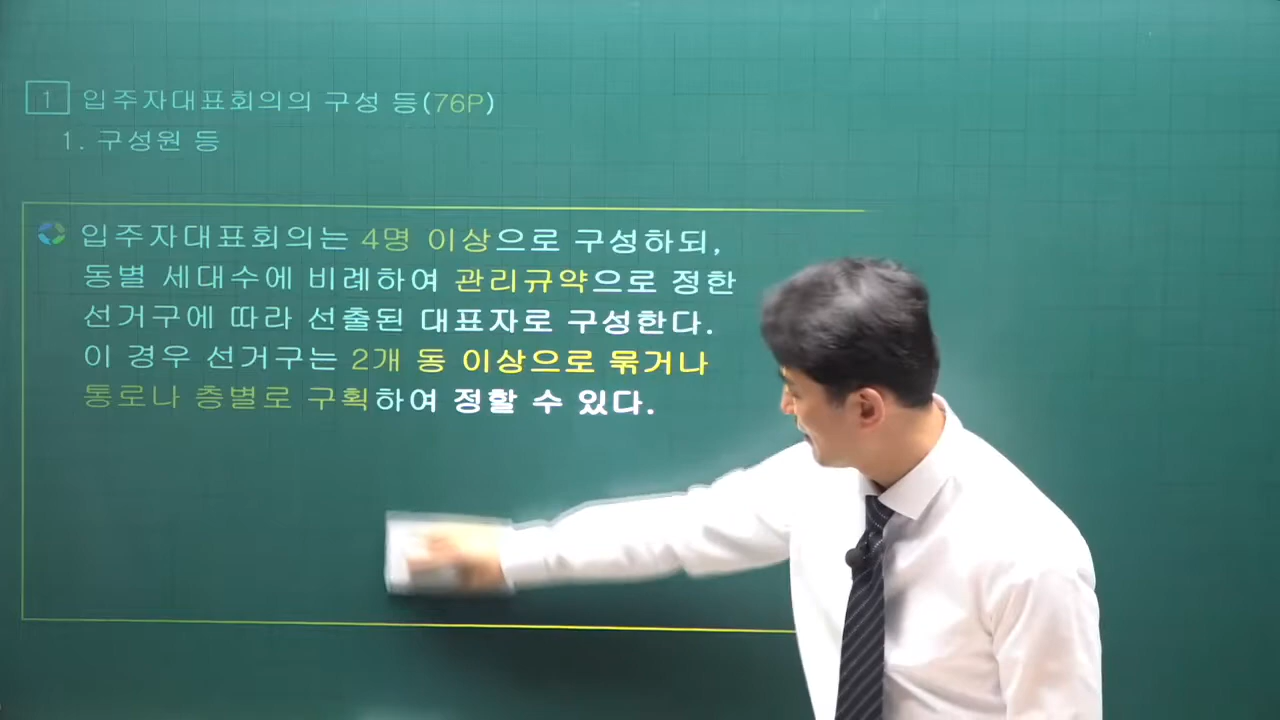 1 입주자대표회의의 구성 등(76P)
1. 구성원 등
입주자대표회의는 4명 이상으로 구성하되,
동별 세대수에 비례하여 관리규약으로 정한
선거구에 따라 선출된 대표자로 구성한다.
이 경우 선거구는 2개 동 이상으로 묶거나
통로나 층별로 구획하여 정할 수 있다.